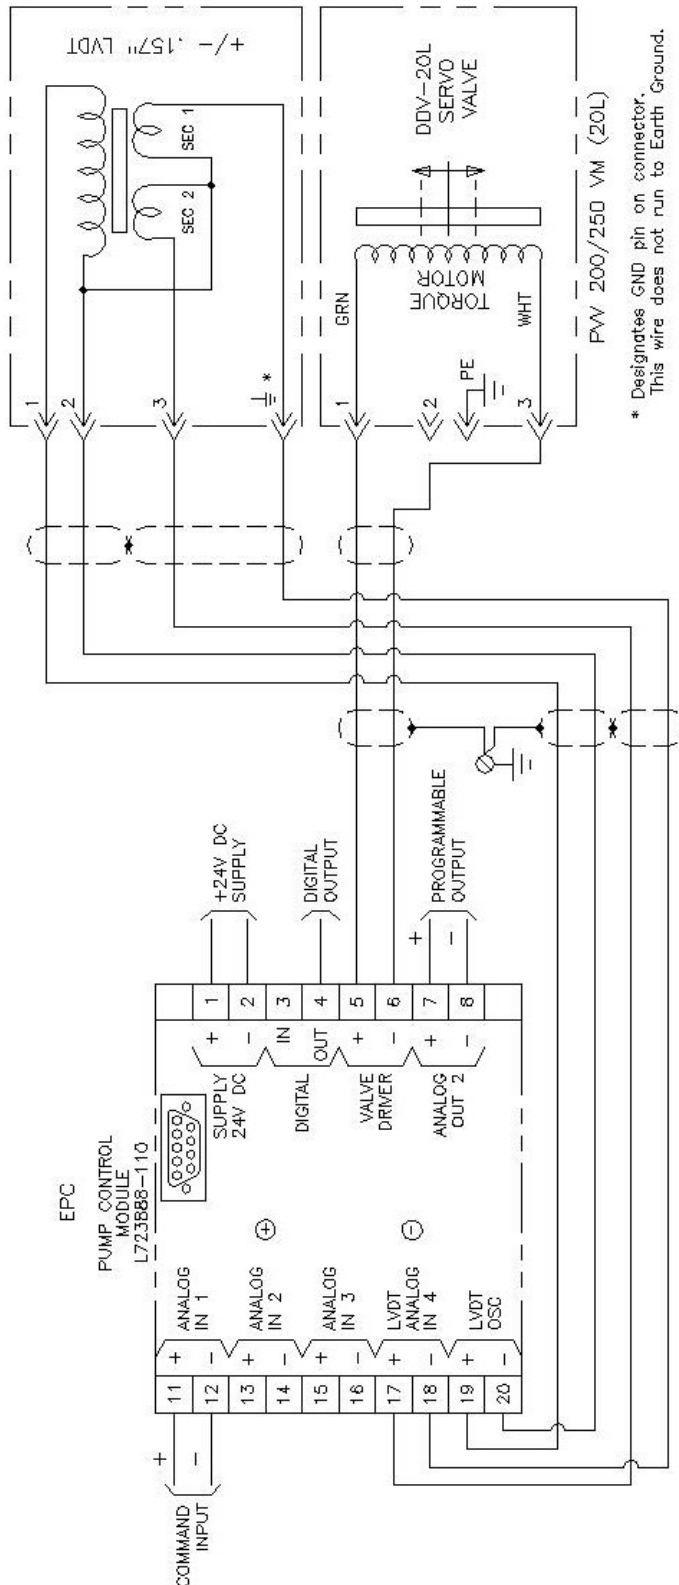 +/- .157" LVDT
SEC 1
SEC 2
1
2
3
*
DDV-20L
SERVO
VALVE
GRN
TORQUE
MOTOR
WHT
1
2
PE
3
PVV 200/250 VM (20L)
* Designates GND pin on connector.
This wire does not run to Earth Ground.
+24V DC
SUPPLY
DIGITAL
OUTPUT
+
-
PROGRAMMABLE
OUTPUT
1
2
3
4
5
6
7
8
+
-
IN
OUT
+
-
+
-
SUPPLY
24V DC
DIGITAL
VALVE
DRIVER
ANALOG
OUT 2
EPC
PUMP CONTROL
MODULE
L723888-110
+
-
ANALOG
IN 1
ANALOG
IN 2
ANALOG
IN 3
LVDT
ANALOG
IN 4
LVDT
OSC
+
-
+
-
+
-
+
-
+
-
11
12
13
14
15
16
17
18
19
20
+
-
COMMAND
INPUT